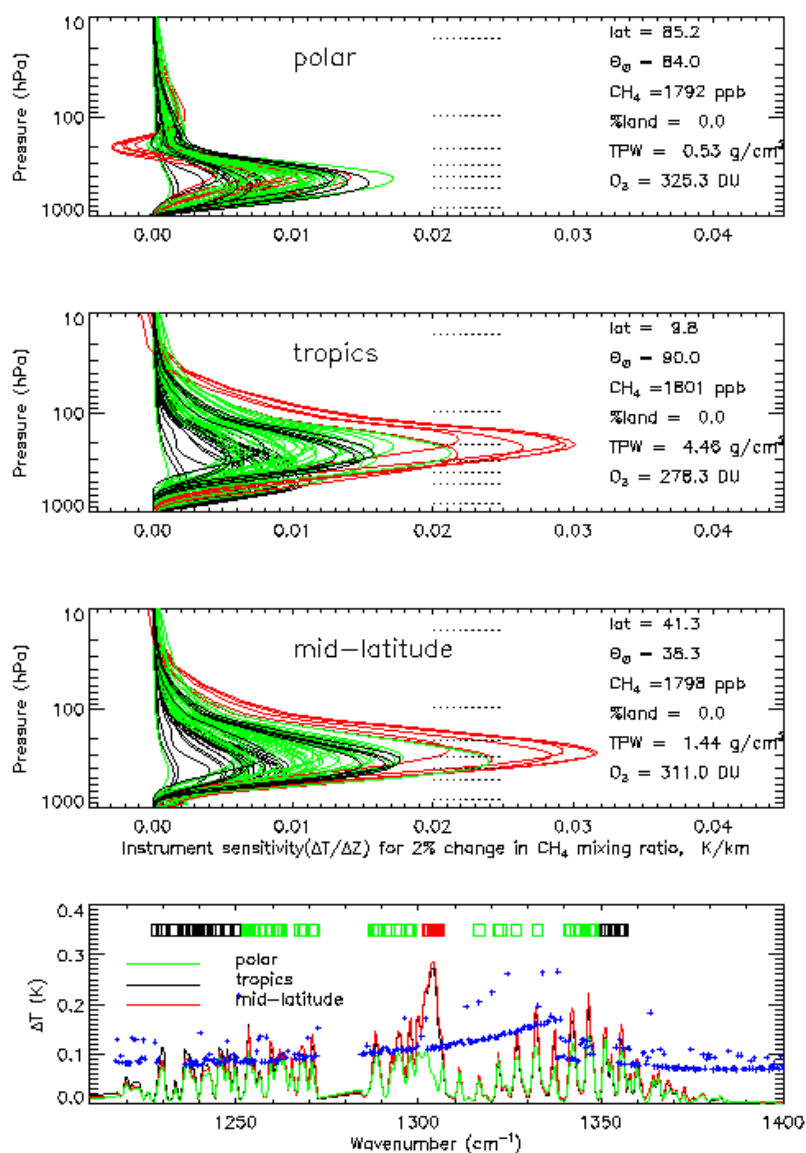 10
100
1000
Pressure (hPa)
polar
lat = 85.2
Θ₀ = 84.0
CH₄ =1792 ppb
%land = 0.0
TPW = 0.53 g/cm²
O₃ = 325.3 DU
0.00 0.01 0.02 0.03 0.04
10
100
1000
Pressure (hPa)
tropics
lat = 9.8
Θ₀ = 90.0
CH₄ =1801 ppb
%land = 0.0
TPW = 4.46 g/cm²
O₃ = 278.3 DU
0.00 0.01 0.02 0.03 0.04
10
100
1000
Pressure (hPa)
mid-latitude
lat = 41.3
Θ₀ = 38.3
CH₄ =1798 ppb
%land = 0.0
TPW = 1.44 g/cm²
O₃ = 311.0 DU
0.00 0.01 0.02 0.03 0.04
Instrument sensitivity(ΔT/ΔZ) for 2% change in CH₄ mixing ratio, K/km
0.4
0.3
0.2
0.1
0.0
ΔT (K)
polar
tropics
mid-latitude
1250 1300 1350 1400
Wavenumber (cm⁻¹)